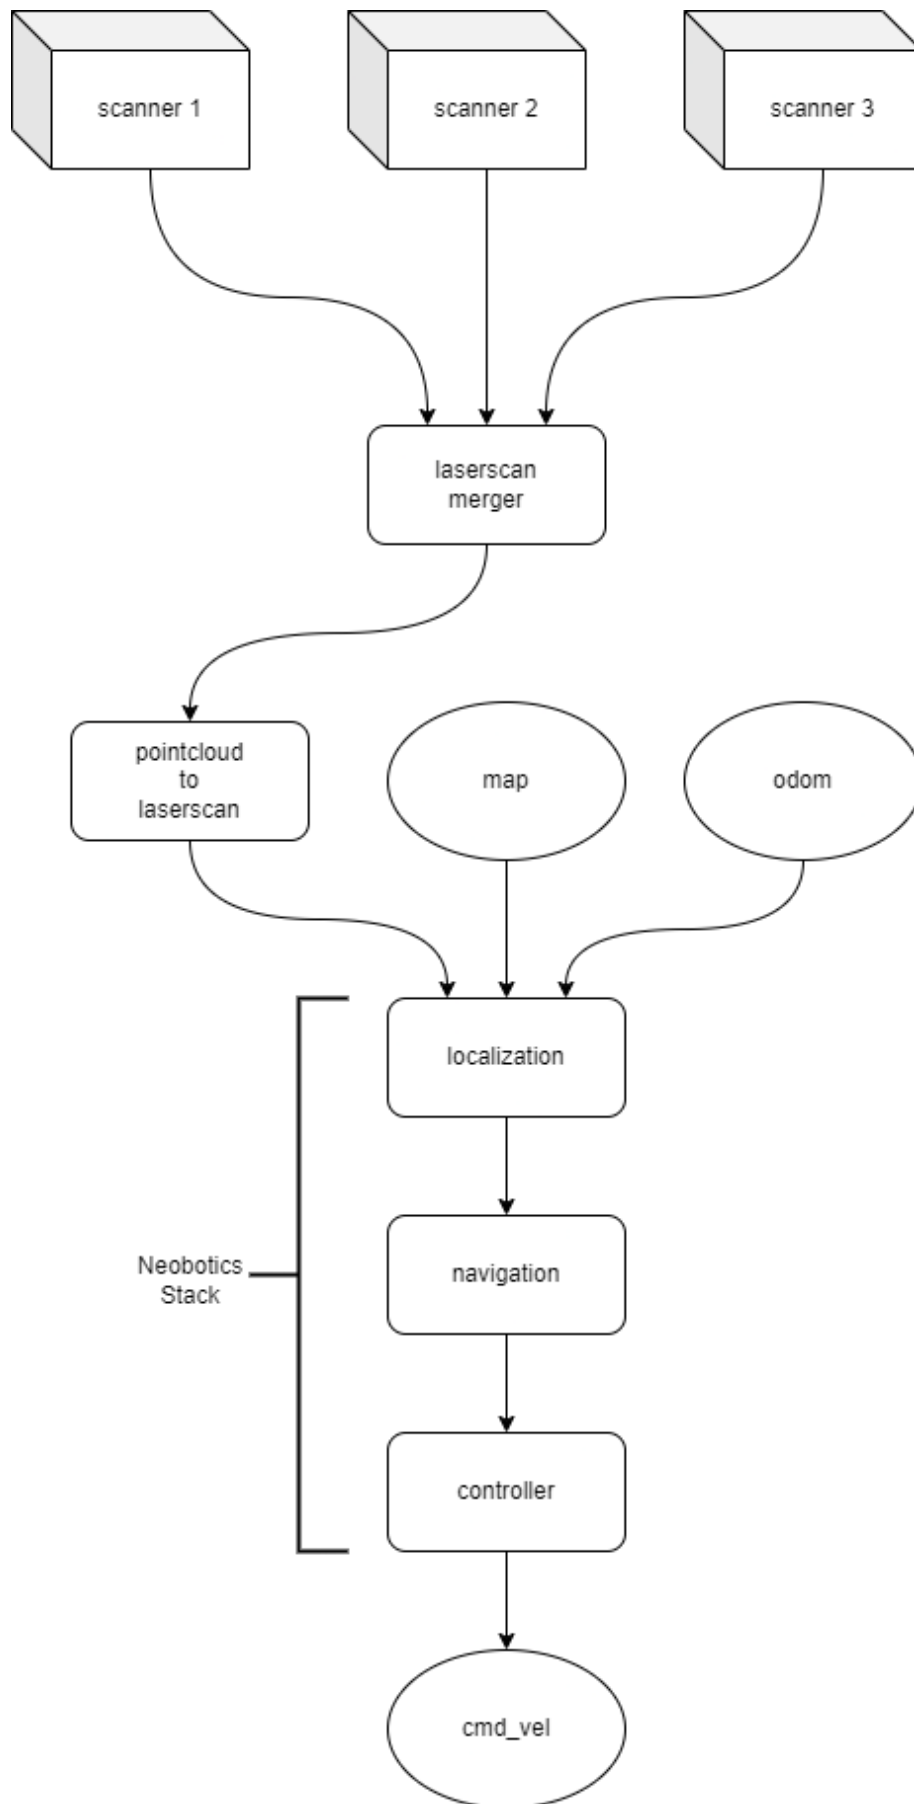 scanner 1
scanner 2
scanner 3
laserscan
merger
pointcloud
to
laserscan
map
odom
localization
Neobotics
Stack
navigation
controller
cmd_vel